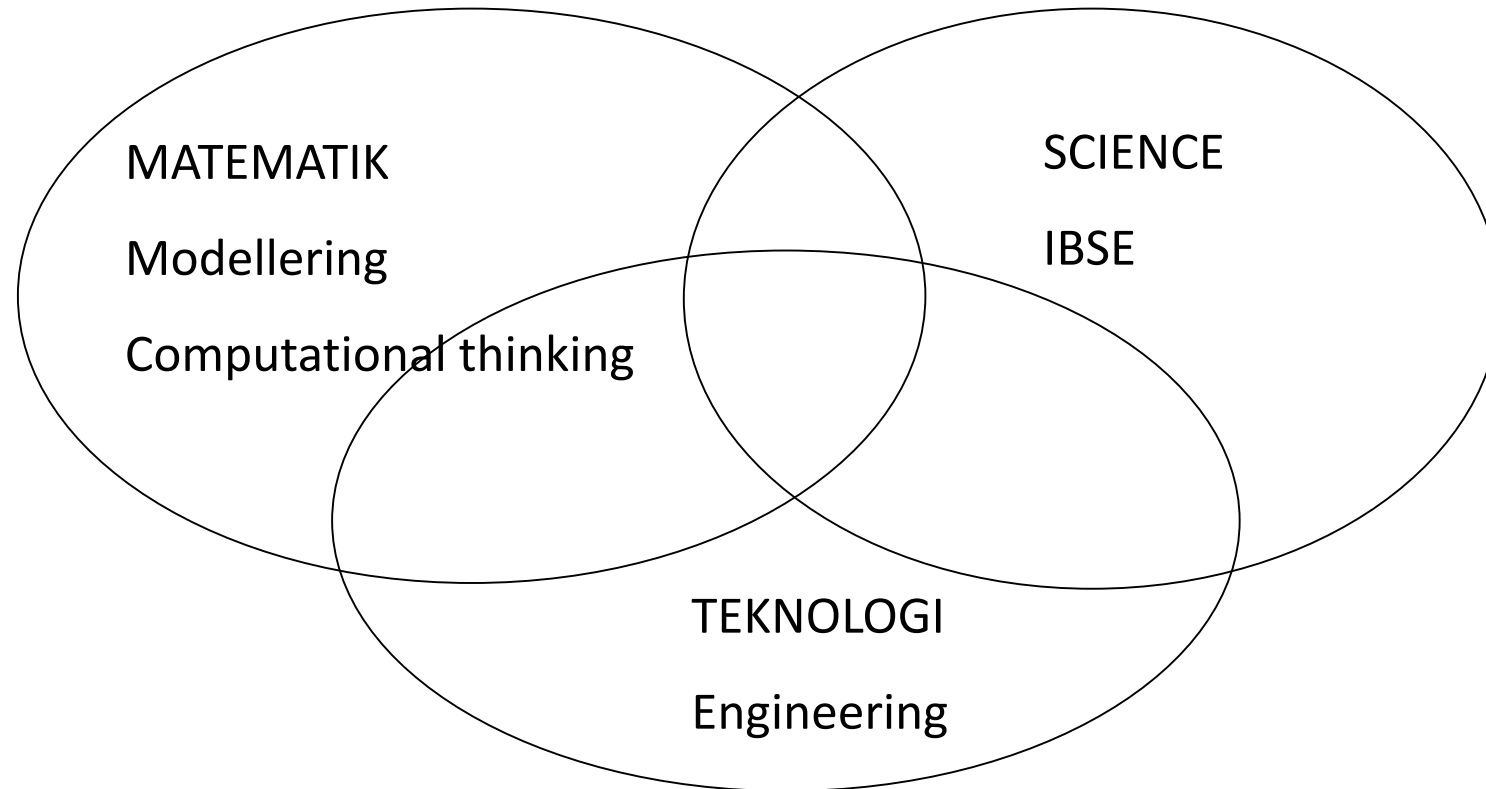 MATEMATIK
Modellering
Computational thinking
SCIENCE
IBSE
TEKNOLOGI
Engineering